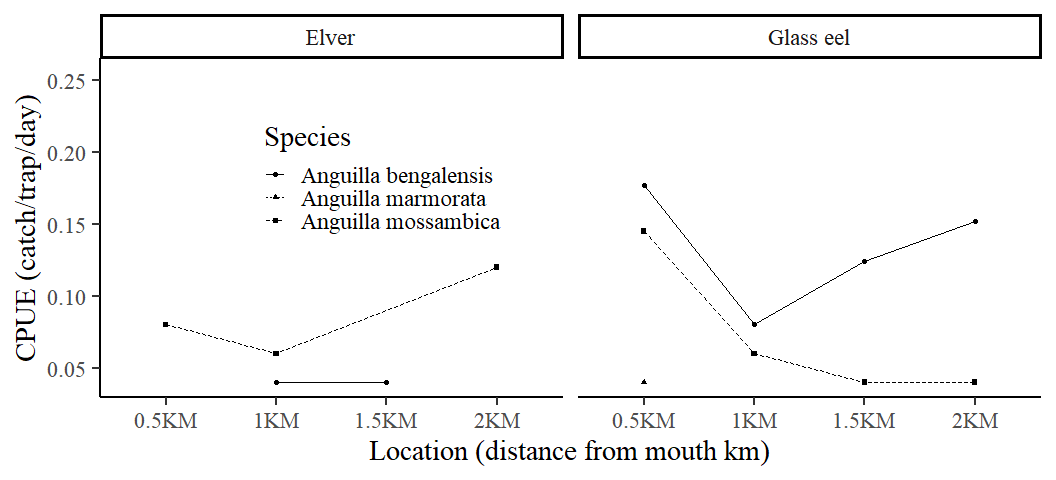 Elver
Glass eel
CPUE (catch/trap/day)
0.25
0.20
0.15
0.10
0.05
Species
Anguilla bengalensis
Anguilla marmorata
Anguilla mossambica
0.5KM 1KM 1.5KM 2KM
0.5KM 1KM 1.5KM 2KM
Location (distance from mouth km)